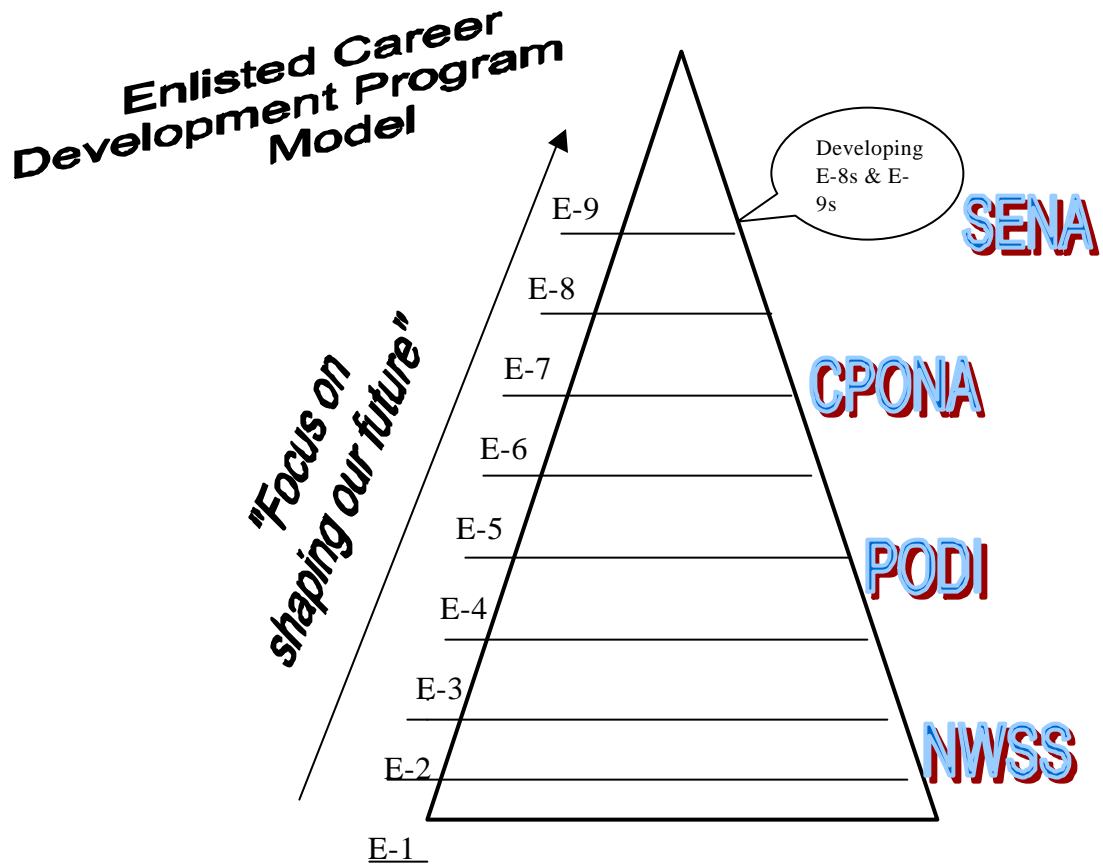 Enlisted Career
Development Program
Model
Developing
E-8s & E-
9s
E-9
SENA
E-8
"Focus on
shaping our future"
E-7
CPONA
E-6
E-5
PODI
E-4
E-3
NWSS
E-2
E-1